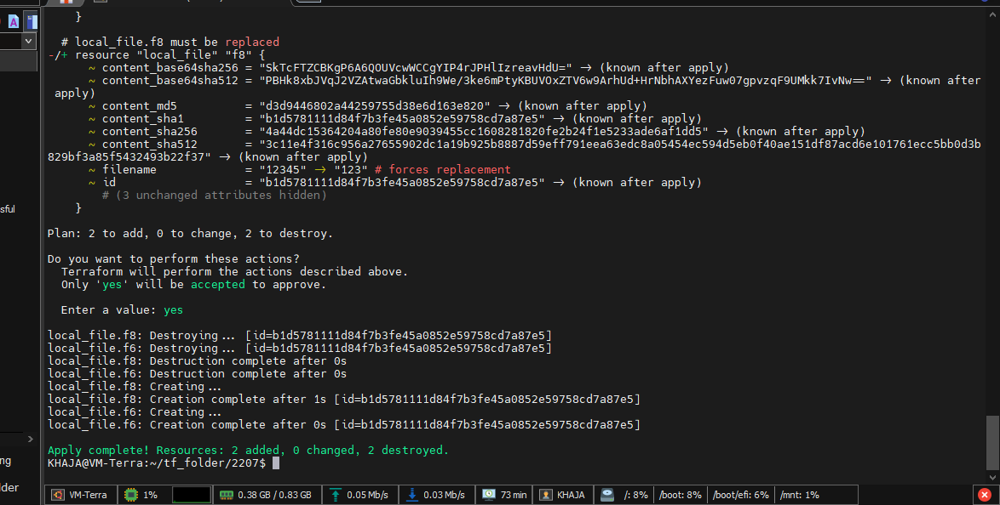 }
# local_file.f8 must be replaced
-/+ resource "local_file" "f8" {
~ content_base64sha256 = "SkTcFTZCBKgP6A6QOUVcwWCCgYIP4rJPHlIzreavHdU=" -> (known after apply)
~ content_base64sha512 = "PBHk8xbJVqJ2VZAtwaGbkluIh9We/3ke6mPtyKBUVOxZTV6w9ArhUd+HrNbhAXYezFuw07gpvzqF9UMkk7IvNw==" -> (known after
apply)
~ content_md5 = "d3d9446802a44259755d38e6d163e820" -> (known after apply)
~ content_sha1 = "b1d5781111d84f7b3fe45a0852e59758cd7a87e5" -> (known after apply)
~ content_sha256 = "4a44dc15364204a80fe80e9039455cc1608281820fe2b24f1e5233ade6af1dd5" -> (known after apply)
~ content_sha512 = "3c11e4f316c956a27655902dc1a19b925b8887d59eff791eea63edc8a05454ec594d5eb0f40ae151df87acd6e101761ecc5bb0d3b
829bf3a85f5432493b22f37" -> (known after apply)
~ filename = "12345" -> "123" # forces replacement
~ id = "b1d5781111d84f7b3fe45a0852e59758cd7a87e5" -> (known after apply)
# (3 unchanged attributes hidden)
}
sful
Plan: 2 to add, 0 to change, 2 to destroy.
Do you want to perform these actions?
Terraform will perform the actions described above.
Only 'yes' will be accepted to approve.
Enter a value: yes
local_file.f8: Destroying... [id=b1d5781111d84f7b3fe45a0852e59758cd7a87e5]
local_file.f6: Destroying... [id=b1d5781111d84f7b3fe45a0852e59758cd7a87e5]
local_file.f8: Destruction complete after 0s
local_file.f6: Destruction complete after 0s
local_file.f8: Creating...
local_file.f8: Creation complete after 1s [id=b1d5781111d84f7b3fe45a0852e59758cd7a87e5]
local_file.f6: Creating...
local_file.f6: Creation complete after 0s [id=b1d5781111d84f7b3fe45a0852e59758cd7a87e5]
Apply complete! Resources: 2 added, 0 changed, 2 destroyed.
KHAJA@VM-Terra:~/tf_folder/2207$
ng
lder
VM-Terra 1% 0.38 GB / 0.83 GB 0.05 Mb/s 0.03 Mb/s 73 min KHAJA /: 8% /boot: 8% /boot/efi: 6% /mnt: 1%